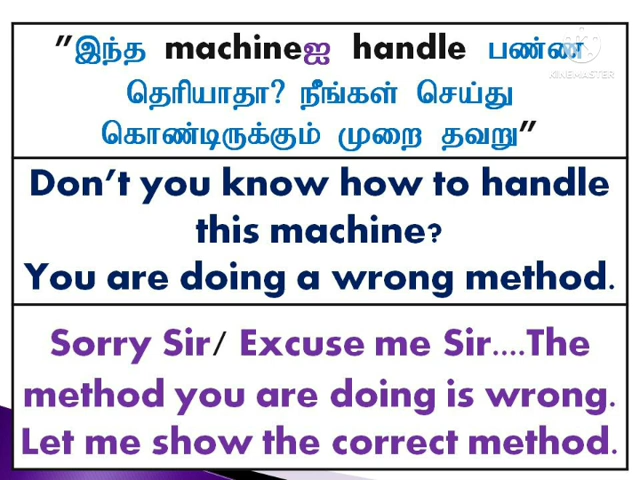 "இந்த machineஐ handle பண்ண
தெரியாதா? நீங்கள் செய்து
கொண்டிருக்கும் முறை தவறு"
KINEMASTER
Don't you know how to handle
this machine?
You are doing a wrong method.
Sorry Sir/ Excuse me Sir....The
method you are doing is wrong.
Let me show the correct method.